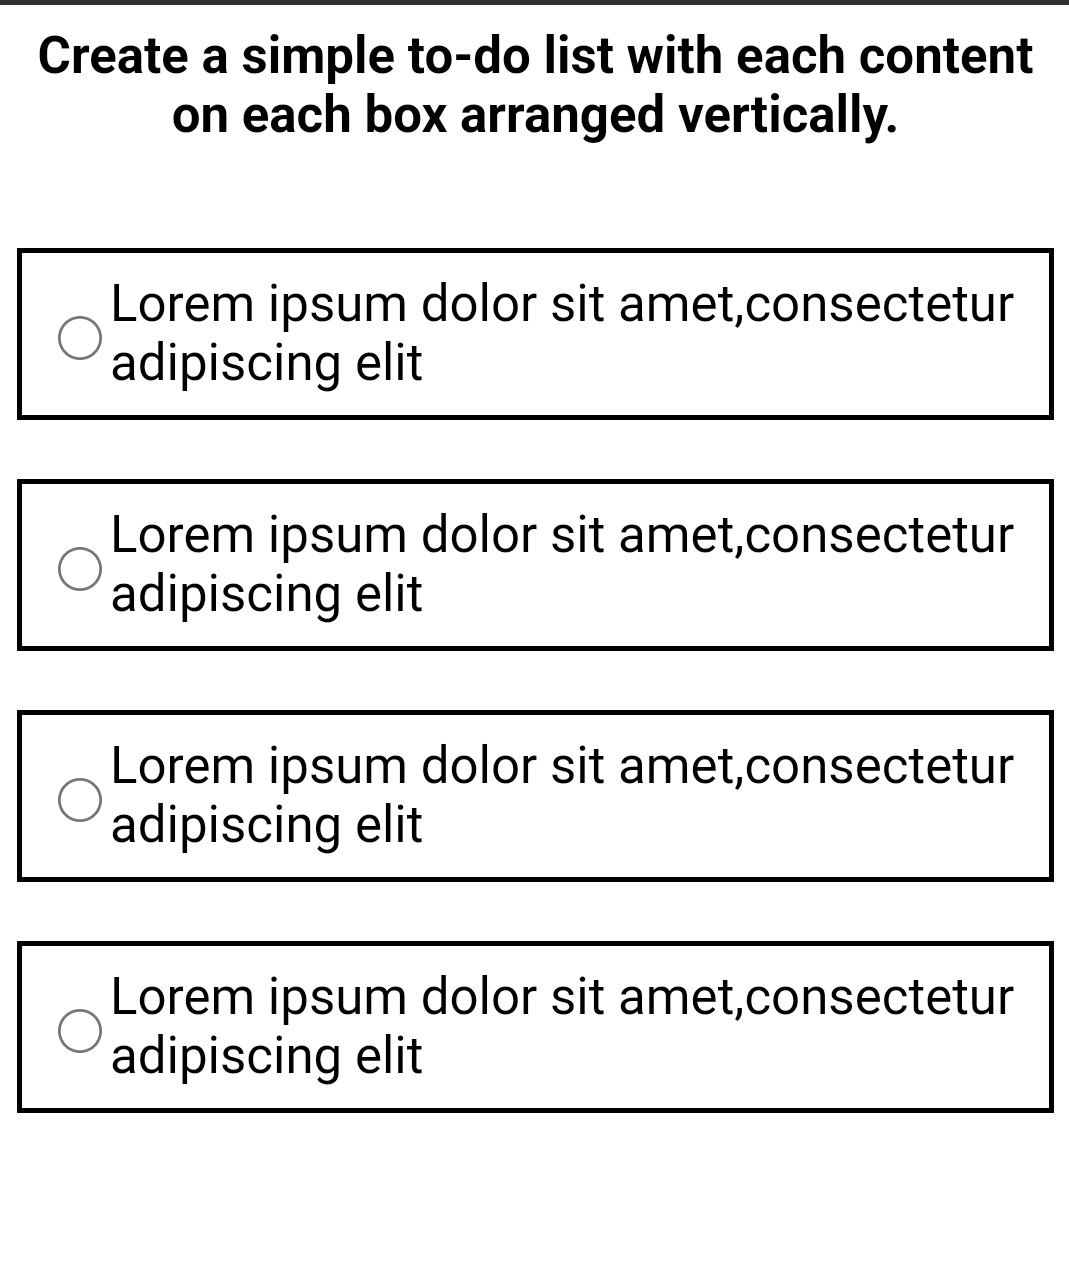 Create a simple to-do list with each content
on each box arranged vertically.
Lorem ipsum dolor sit amet,consectetur
adipiscing elit
Lorem ipsum dolor sit amet,consectetur
adipiscing elit
Lorem ipsum dolor sit amet,consectetur
adipiscing elit
Lorem ipsum dolor sit amet,consectetur
adipiscing elit